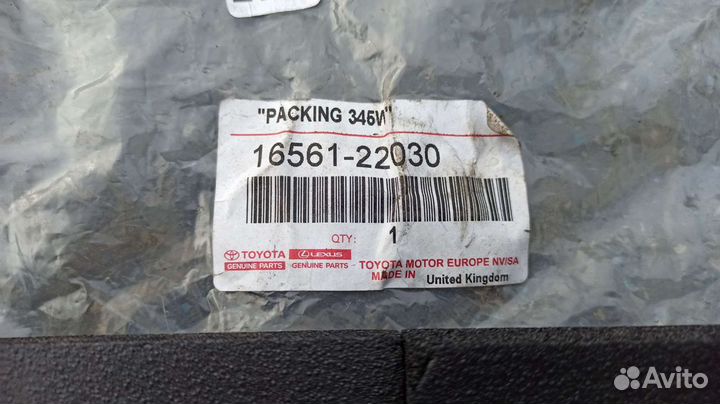 "PACKING 345W"
16561-22030
QTY: 1
TOYOTA LEXUS
GENUINE PARTS GENUINE PARTS - TOYOTA MOTOR EUROPE NV/SA
MADE IN United Kingdom
Avito